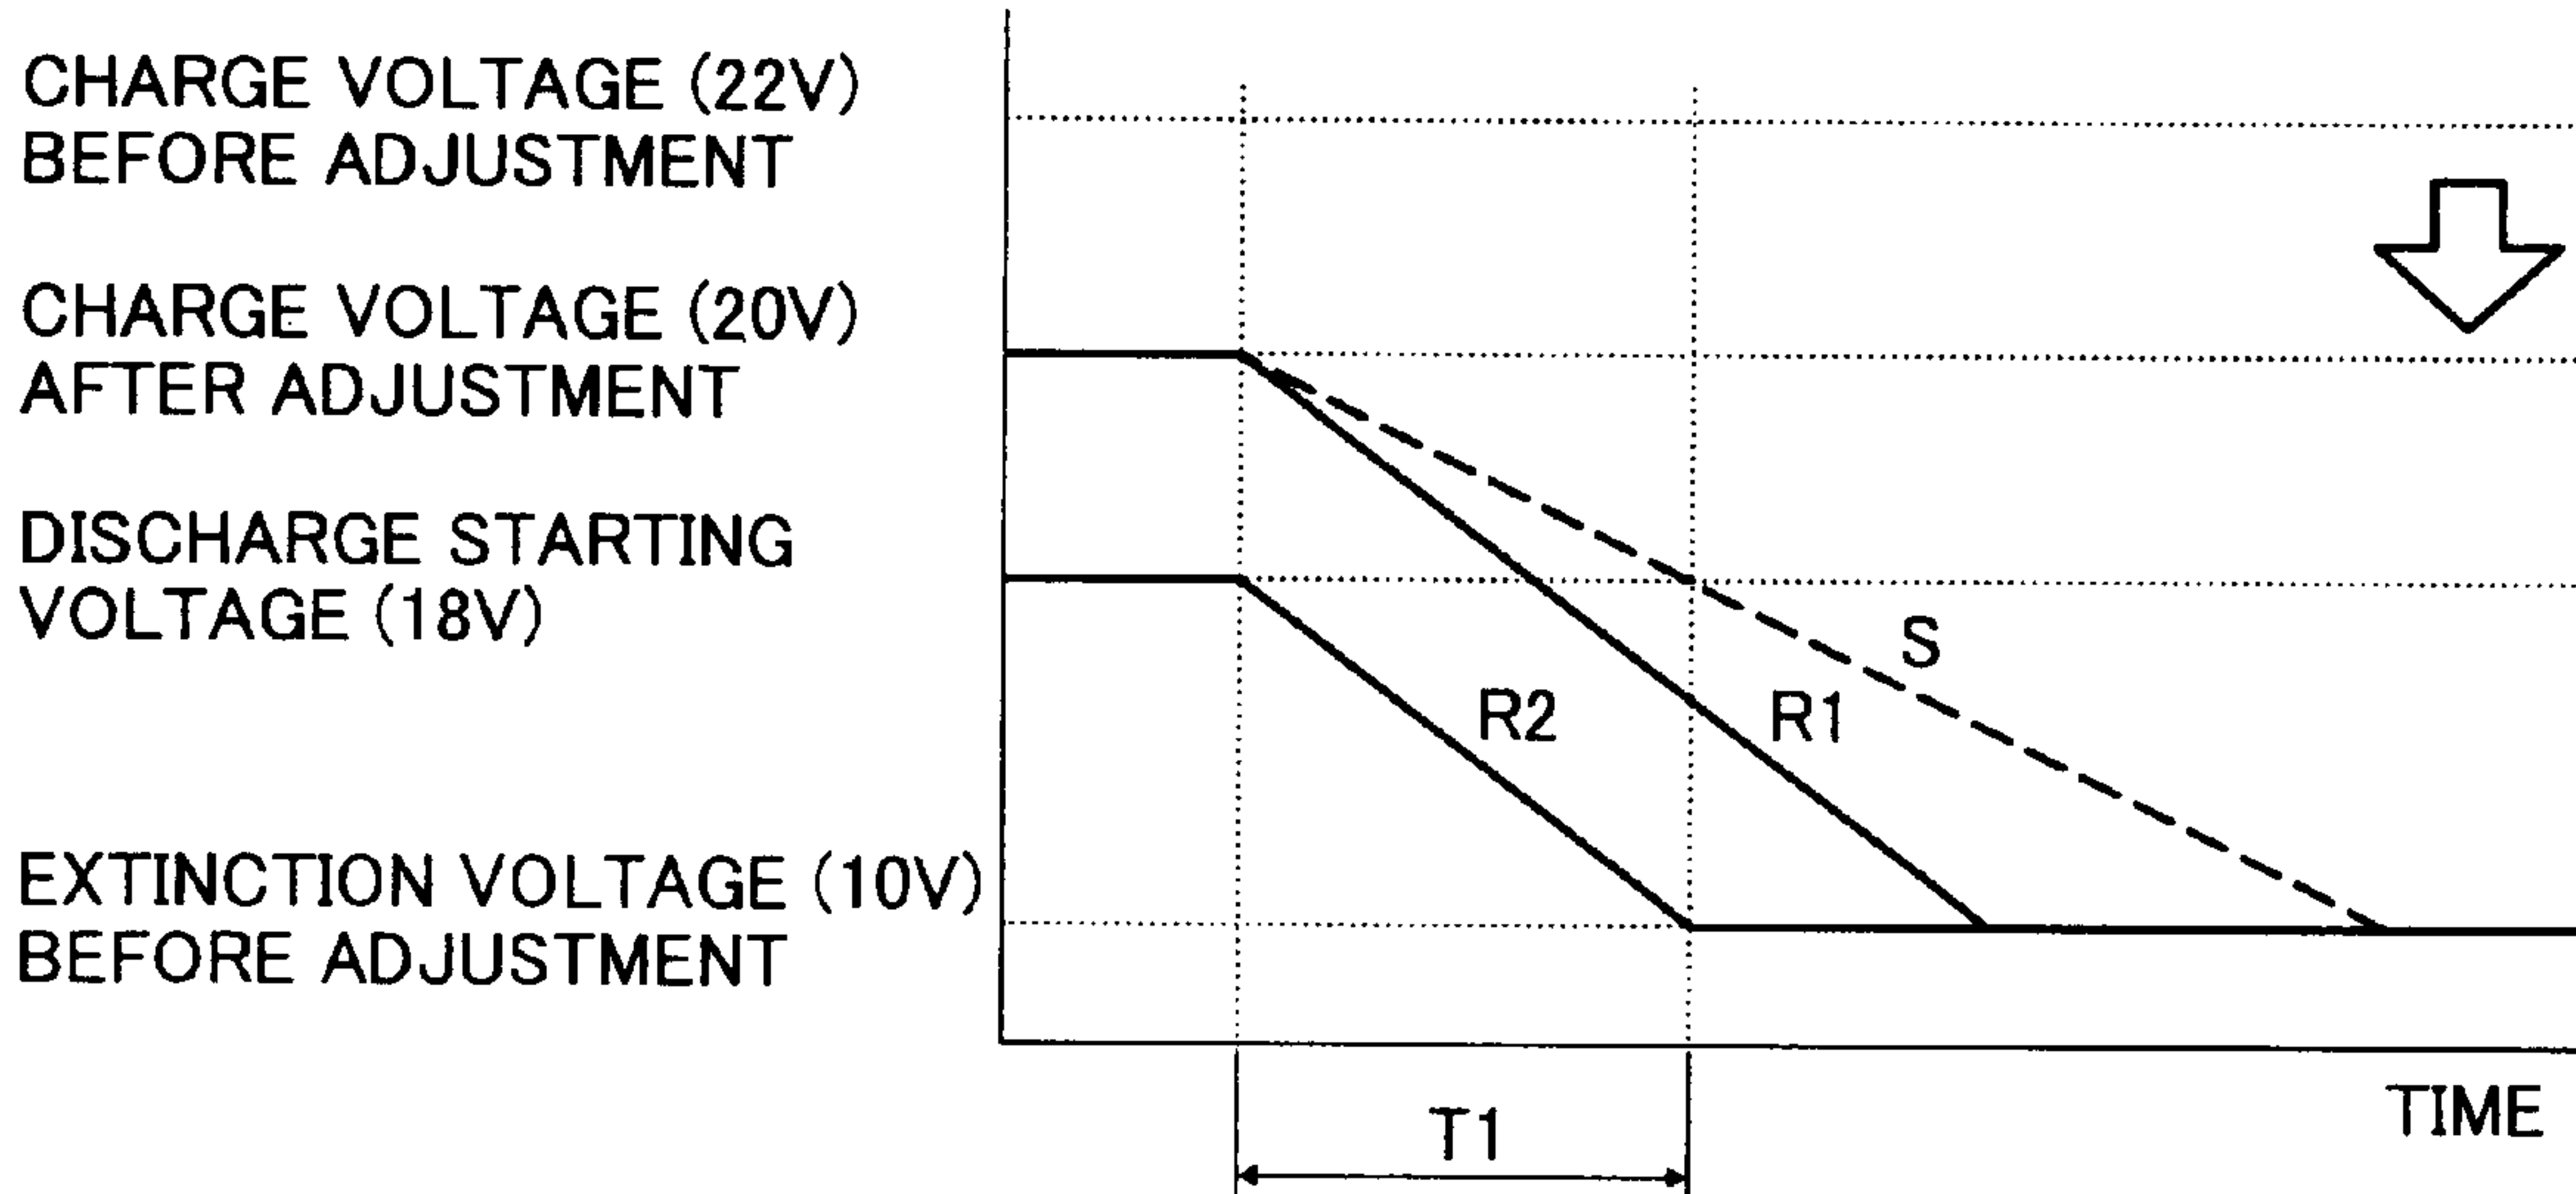 CHARGE VOLTAGE (22V)
BEFORE ADJUSTMENT
CHARGE VOLTAGE (20V)
AFTER ADJUSTMENT
DISCHARGE STARTING
VOLTAGE (18V)
EXTINCTION VOLTAGE (10V)
BEFORE ADJUSTMENT
S
R2
R1
TIME
T1